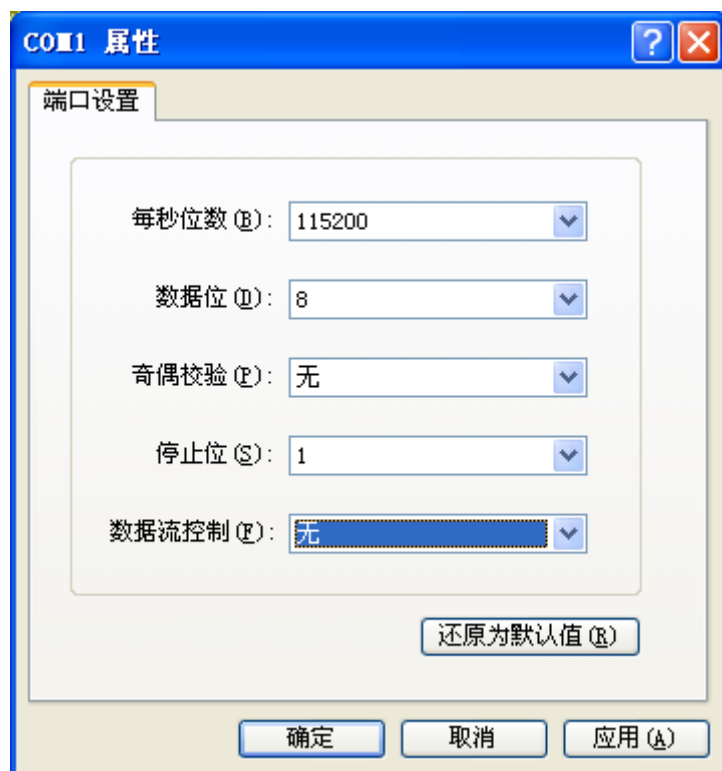 COM1 属性
端口设置
每秒位数(B): 115200
数据位(D): 8
奇偶校验(P): 无
停止位(S): 1
数据流控制(F): 无
还原为默认值(R)
确定 取消 应用(A)